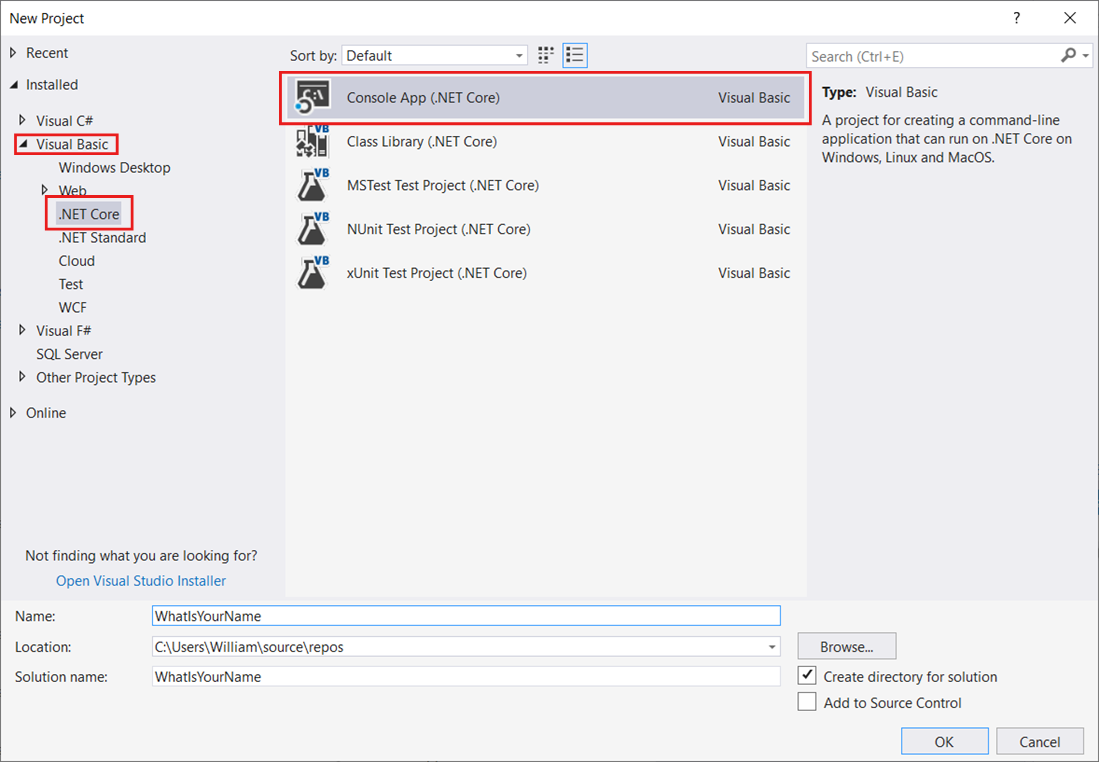 New Project
?
Recent
Installed
Visual C#
Visual Basic
Windows Desktop
Web
.NET Core
.NET Standard
Cloud
Test
WCF
Visual F#
SQL Server
Other Project Types
Online
Not finding what you are looking for?
Open Visual Studio Installer
Sort by: Default
C:\
Console App (.NET Core) Visual Basic
VB
Class Library (.NET Core) Visual Basic
VB
MSTest Test Project (.NET Core) Visual Basic
VB
NUnit Test Project (.NET Core) Visual Basic
VB
xUnit Test Project (.NET Core) Visual Basic
Search (Ctrl+E)
Type: Visual Basic
A project for creating a command-line
application that can run on .NET Core on
Windows, Linux and MacOS.
Name: WhatIsYourName
Location: C:\Users\William\source\repos Browse...
Solution name: WhatIsYourName
Create directory for solution
Add to Source Control
OK Cancel